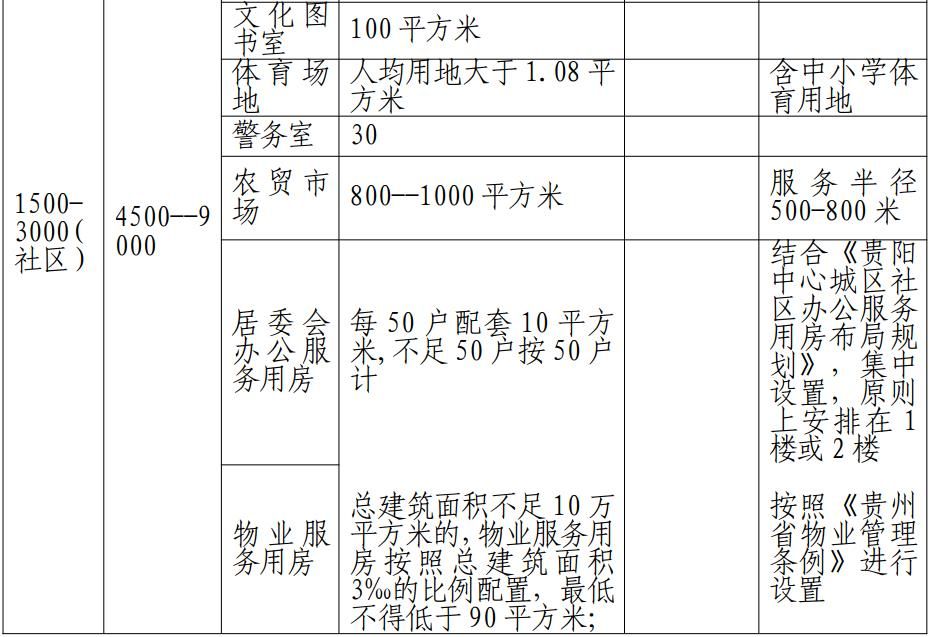 文化图
书室
100 平方米
体育场
地
人均用地大于 1.08 平
方米
含中小学体
育用地
警务室
30
1500-
3000(
社区)
4500--9
000
农贸市
场
800--1000 平方米
服务半径
500-800 米
居委会
办公服
务用房
每 50 户配套 10 平方
米,不足 50 户按 50 户
计
结合《贵阳
中心城区社
区办公服务
用房布局规
划》，集中
设置，原则
上安排在 1
楼或 2 楼
物业服
务用房
总建筑面积不足 10 万
平方米的,物业服务用
房按照总建筑面积
3‰的比例配置，最低
不得低于 90 平方米;
按照《贵州
省物业管理
条例》进行
设置